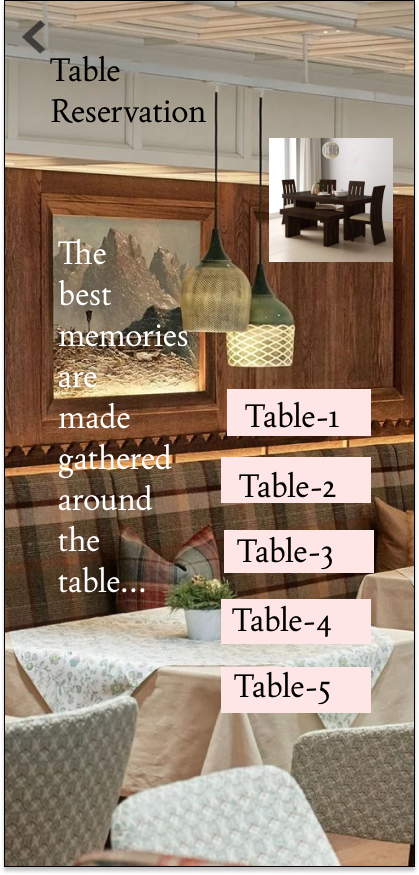 Table
Reservation
The
best
memories
are
made
gathered
around
the
table...
Table-1
Table-2
Table-3
Table-4
Table-5